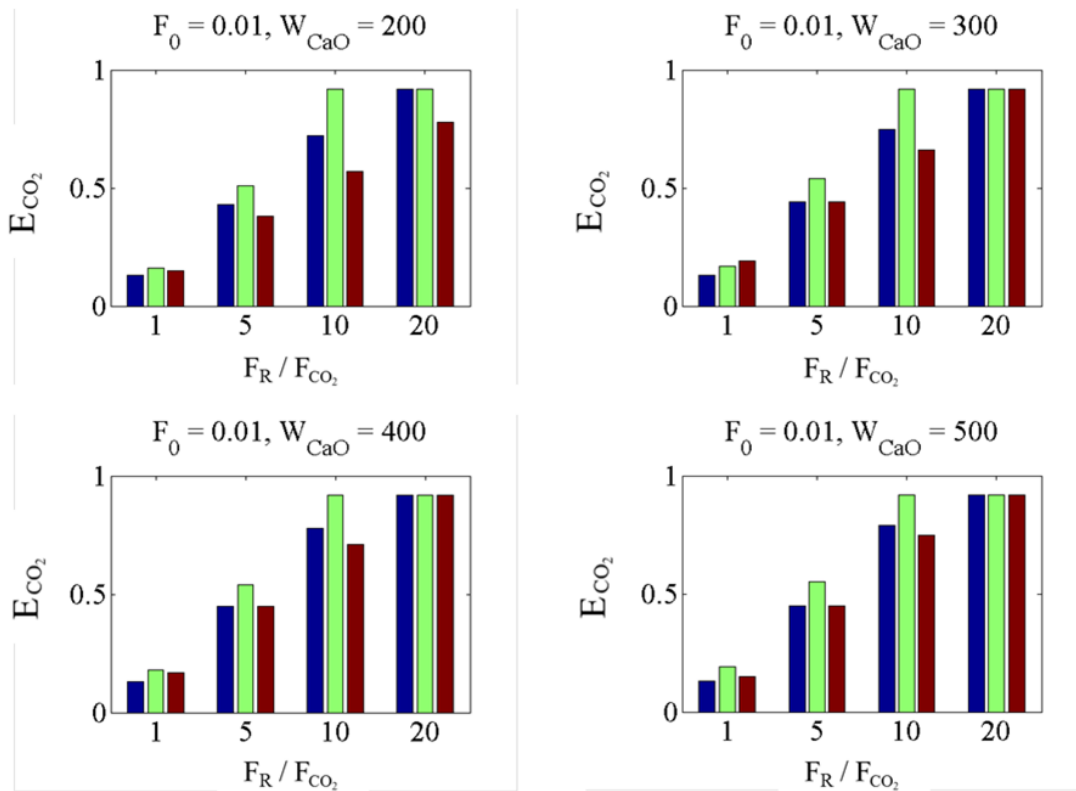 F0 = 0.01, WCaO = 200
1
0.5
0
ECO2
1 5 10 20
FR / FCO2
F0 = 0.01, WCaO = 300
1
0.5
0
ECO2
1 5 10 20
FR / FCO2
F0 = 0.01, WCaO = 400
1
0.5
0
ECO2
1 5 10 20
FR / FCO2
F0 = 0.01, WCaO = 500
1
0.5
0
ECO2
1 5 10 20
FR / FCO2